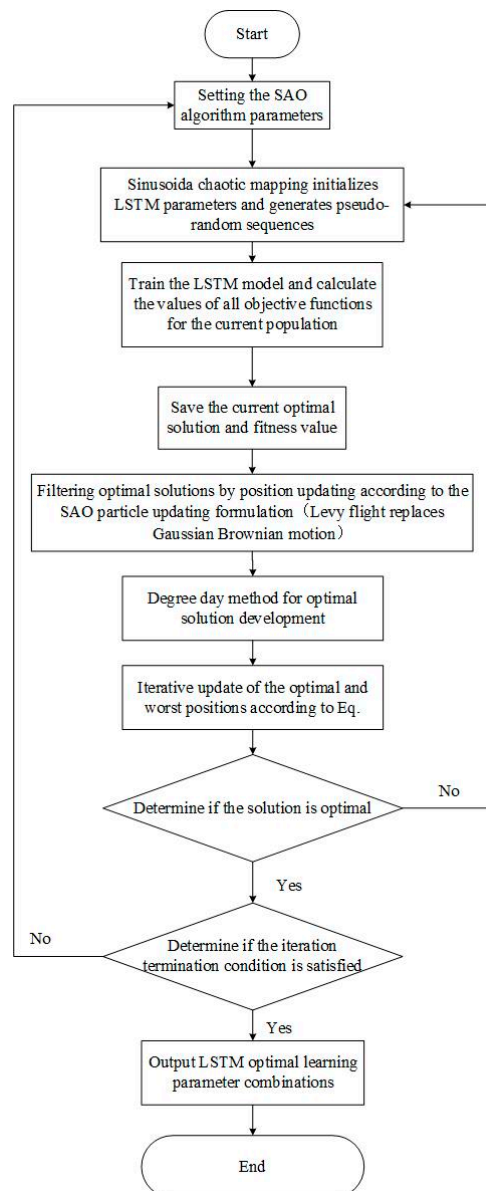 Start
Setting the SAO
algorithm parameters
Sinusoida chaotic mapping initializes
LSTM parameters and generates pseudo-
random sequences
Train the LSTM model and calculate
the values of all objective functions
for the current population
Save the current optimal
solution and fitness value
Filtering optimal solutions by position updating according to the
SAO particle updating formulation（Levy flight replaces
Gaussian Brownian motion）
Degree day method for optimal
solution development
Iterative update of the optimal and
worst positions according to Eq.
Determine if the solution is optimal
No
Yes
No
Determine if the iteration
termination condition is satisfied
Yes
Output LSTM optimal learning
parameter combinations
End